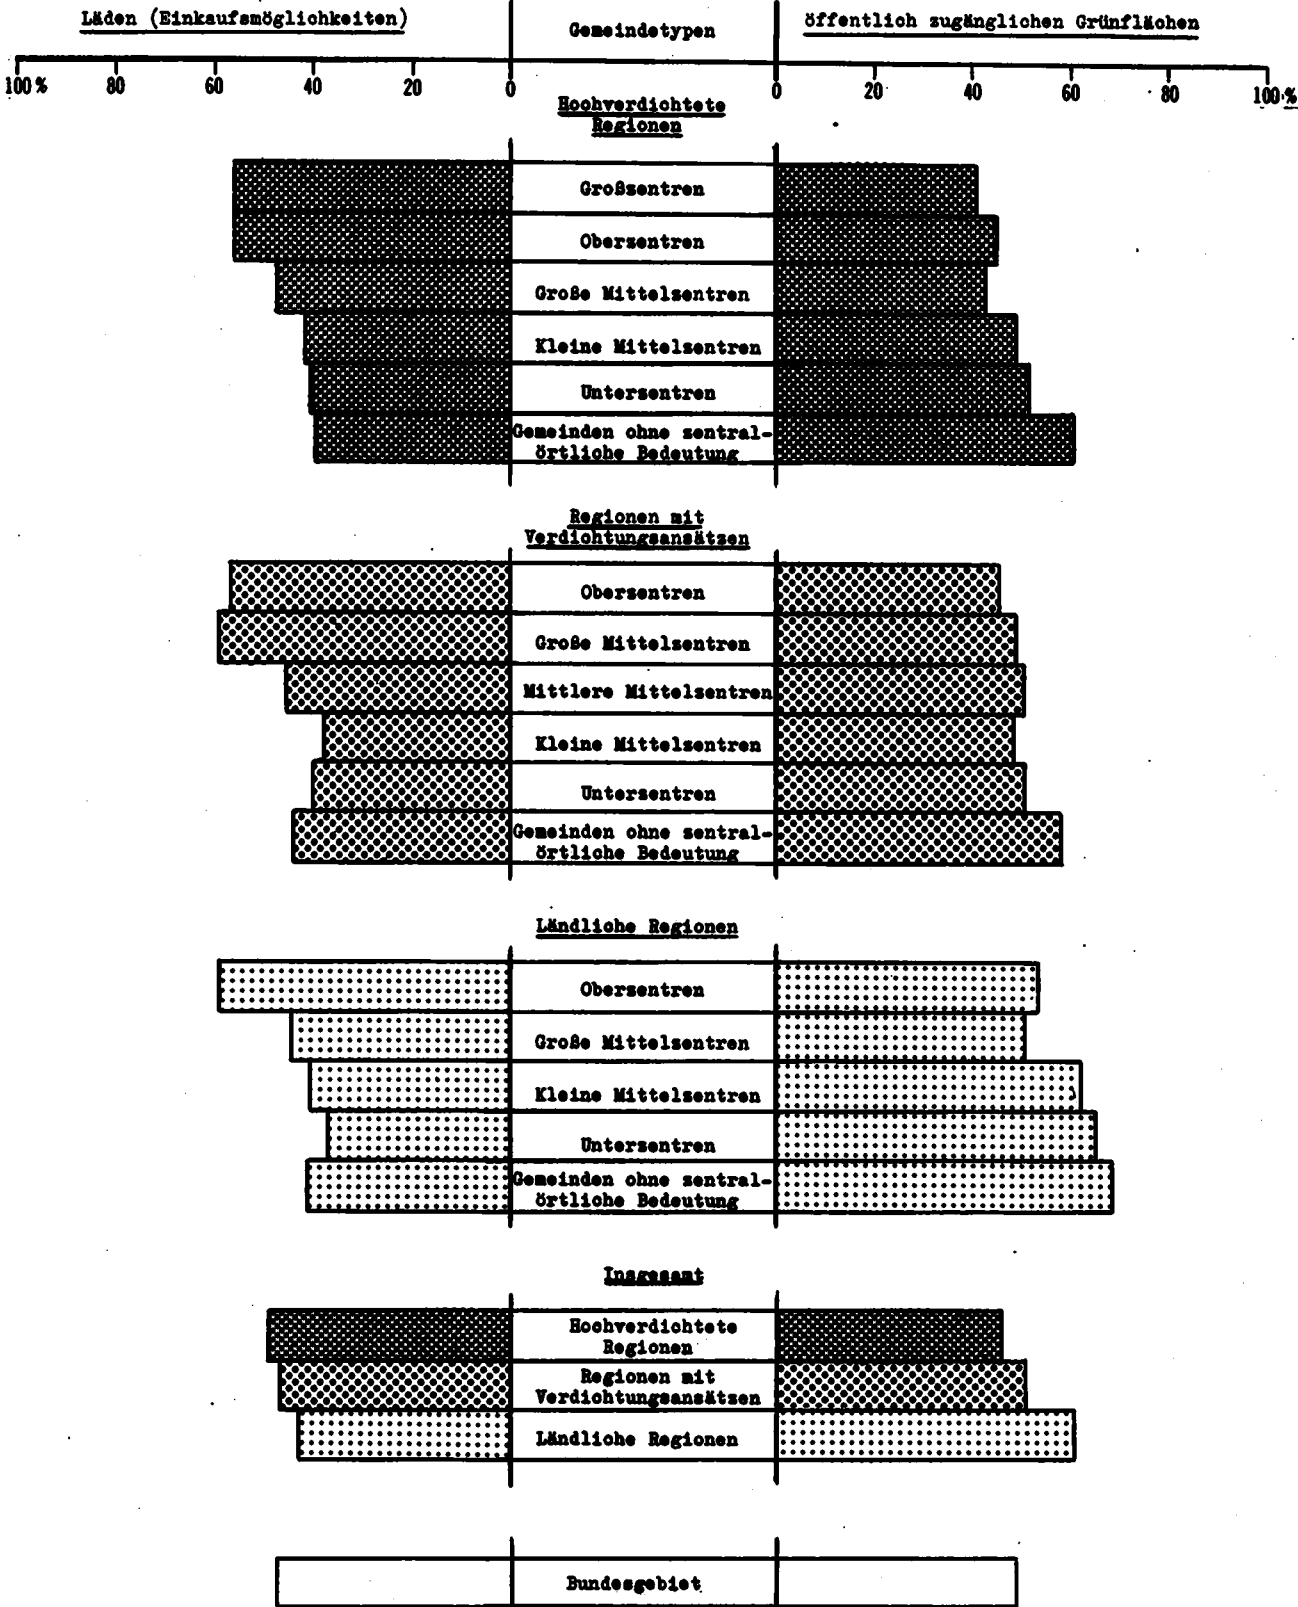 Läden (Einkaufsmöglichkeiten)
Gemeindetypen
öffentlich zugänglichen Grünflächen
100 % 80 60 40 20 0
0 20 40 60 80 100 %
Hochverdichtete
Regionen
Großzentren
Oberzentren
Große Mittelzentren
Kleine Mittelzentren
Unterzentren
Gemeinden ohne zentral-
örtliche Bedeutung
Regionen mit
Verdichtungsansätzen
Oberzentren
Große Mittelzentren
Mittlere Mittelzentren
Kleine Mittelzentren
Unterzentren
Gemeinden ohne zentral-
örtliche Bedeutung
Ländliche Regionen
Oberzentren
Große Mittelzentren
Kleine Mittelzentren
Unterzentren
Gemeinden ohne zentral-
örtliche Bedeutung
Insgesamt
Hochverdichtete
Regionen
Regionen mit
Verdichtungsansätzen
Ländliche Regionen
Bundesgebiet